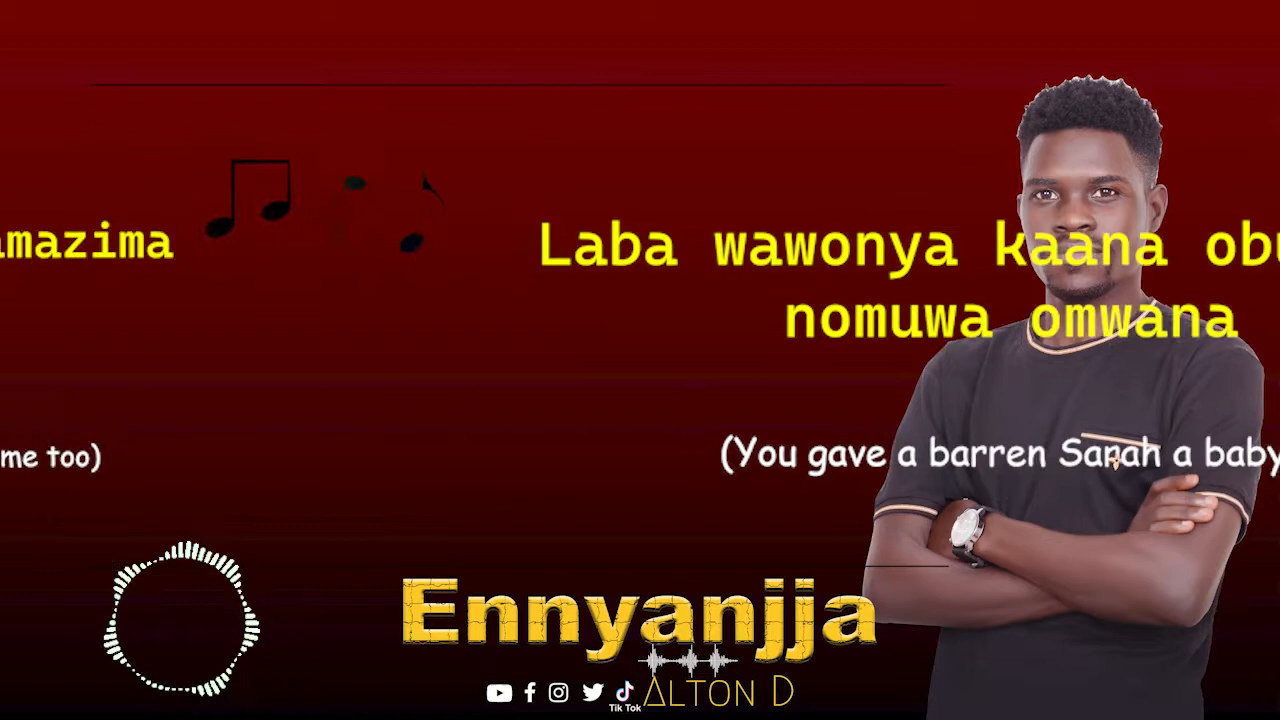 amazima
Laba wawonya kaana obu
nomuwa omwana
me too)
(You gave a barren Sarah a baby
Ennyanjja
Tik Tok
ALTON D